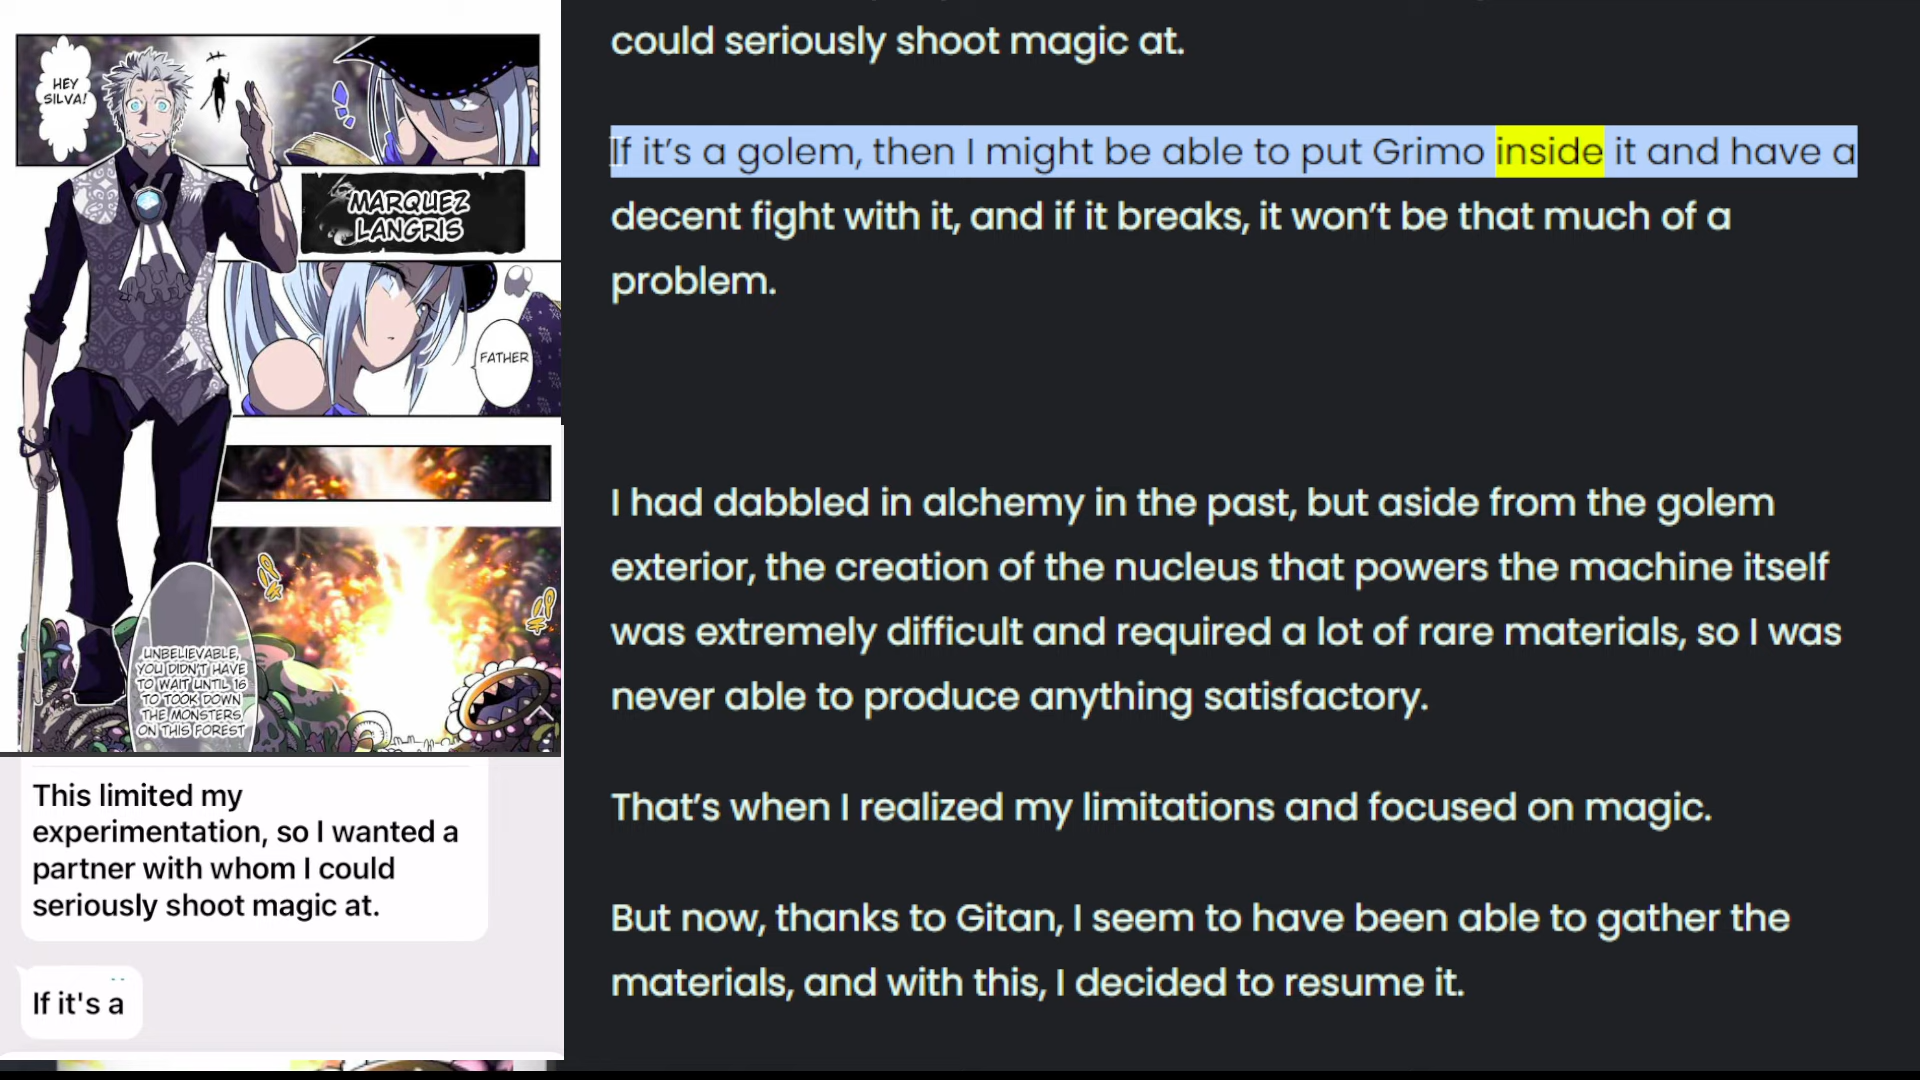 HEY
SILVA!
MARQUEZ
LANGRIS
FATHER
UNBELIEVABLE,
YOU DIDN'T HAVE
TO WAIT UNTIL 16
TO TOOK DOWN
THE MONSTERS
ON THIS FOREST
This limited my
experimentation, so I wanted a
partner with whom I could
seriously shoot magic at.
If it's a
could seriously shoot magic at.
If it’s a golem, then I might be able to put Grimo inside it and have a
decent fight with it, and if it breaks, it won’t be that much of a
problem.
I had dabbled in alchemy in the past, but aside from the golem
exterior, the creation of the nucleus that powers the machine itself
was extremely difficult and required a lot of rare materials, so I was
never able to produce anything satisfactory.
That’s when I realized my limitations and focused on magic.
But now, thanks to Gitan, I seem to have been able to gather the
materials, and with this, I decided to resume it.